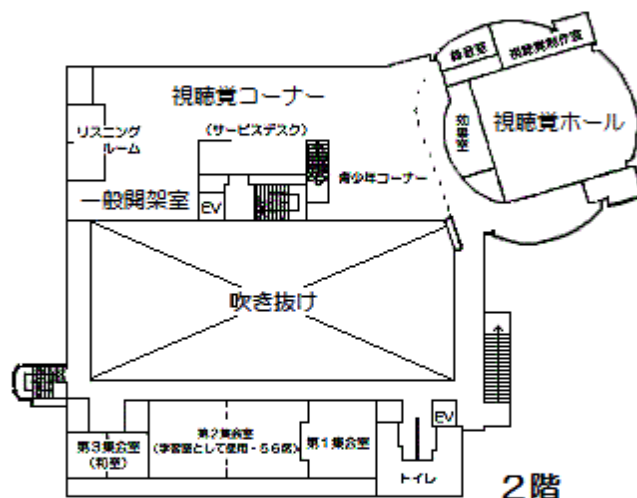 録音室
視聴覚制作室
視聴覚コーナー
効果室
視聴覚ホール
リスニング
ルーム
(サービスデスク)
青少年コーナー
一般開架室
EV
吹き抜け
第3集会室
(和室)
第2集会室
(学習室として使用・56席)
第1集会室
EV
トイレ
2階